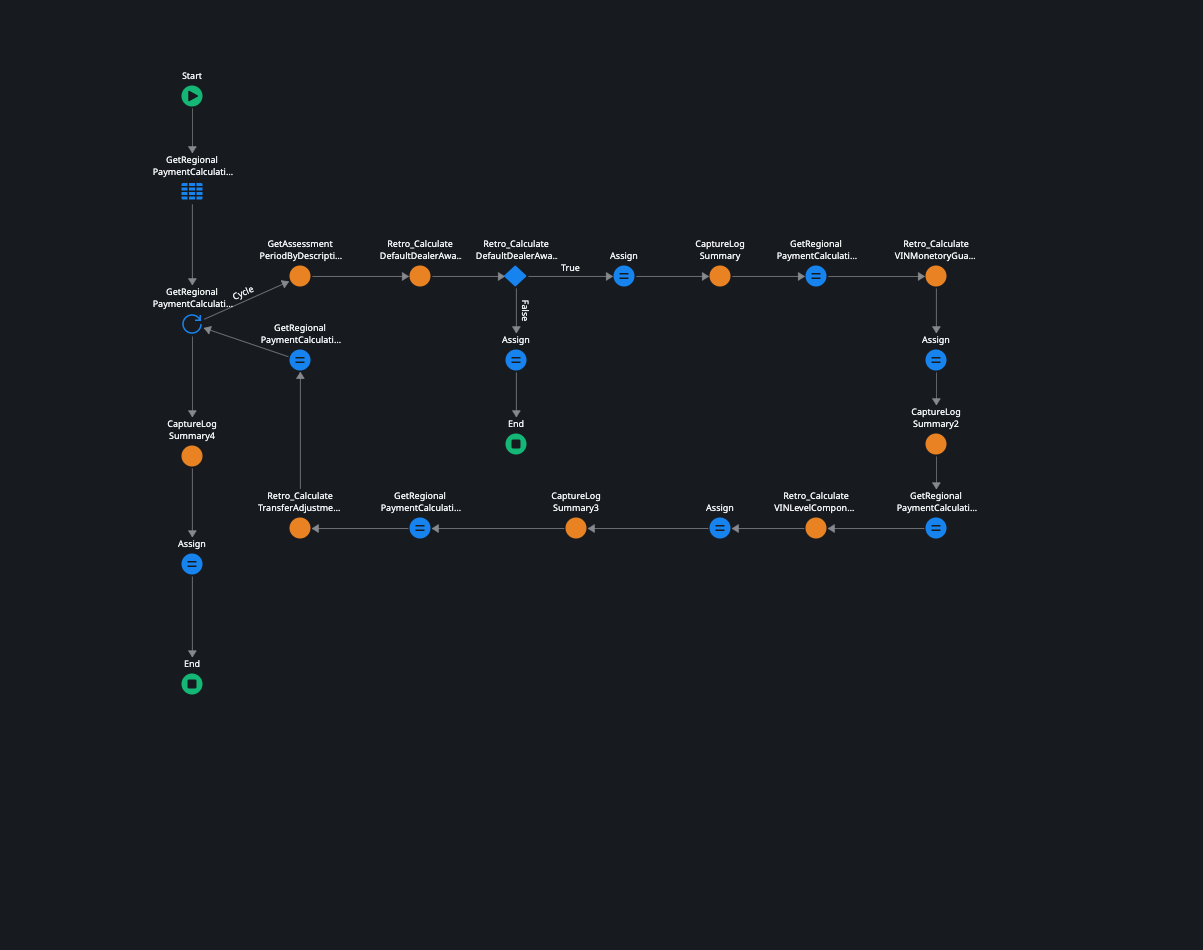 Start
GetRegional
PaymentCalculati...
GetRegional
PaymentCalculati...
Cycle
GetAssessment
PeriodByDescripti...
Retro_Calculate
DefaultDealerAwa..
Retro_Calculate
DefaultDealerAwa..
True
False
Assign
CaptureLog
Summary
GetRegional
PaymentCalculati...
Retro_Calculate
VINMonetoryGua...
GetRegional
PaymentCalculati...
Assign
End
Assign
CaptureLog
Summary2
CaptureLog
Summary4
Retro_Calculate
TransferAdjustme...
GetRegional
PaymentCalculati...
CaptureLog
Summary3
Assign
Retro_Calculate
VINLevelCompon...
GetRegional
PaymentCalculati...
Assign
End